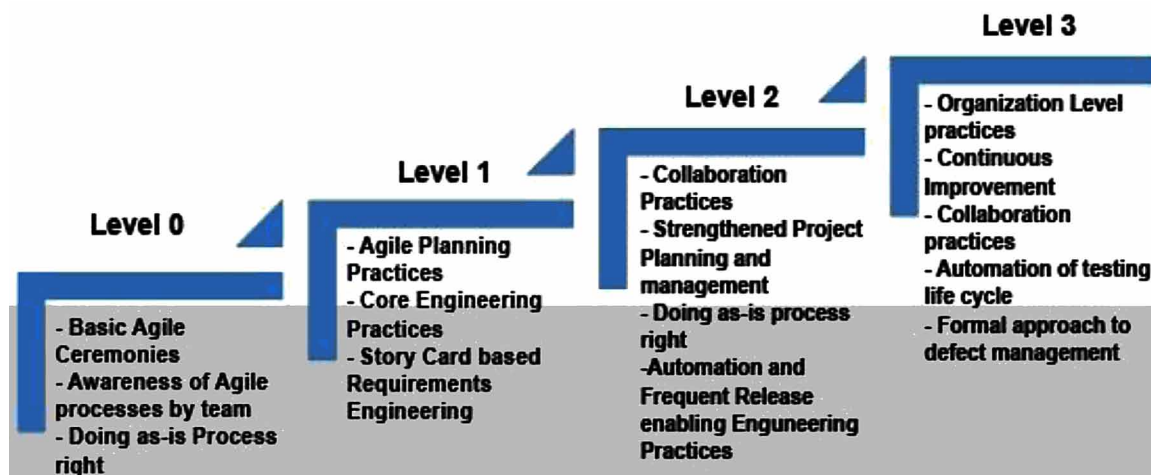 Level 0
- Basic Agile
Ceremonies
- Awareness of Agile
processes by team
- Doing as-is Process
right
Level 1
- Agile Planning
Practices
- Core Engineering
Practices
- Story Card based
Requirements
Engineering
Level 2
- Collaboration
Practices
- Strengthened Project
Planning and
management
- Doing as-is process
right
-Automation and
Frequent Release
enabling Enguneering
Practices
Level 3
- Organization Level
practices
- Continuous
Improvement
- Collaboration
practices
- Automation of testing
life cycle
- Formal approach to
defect management